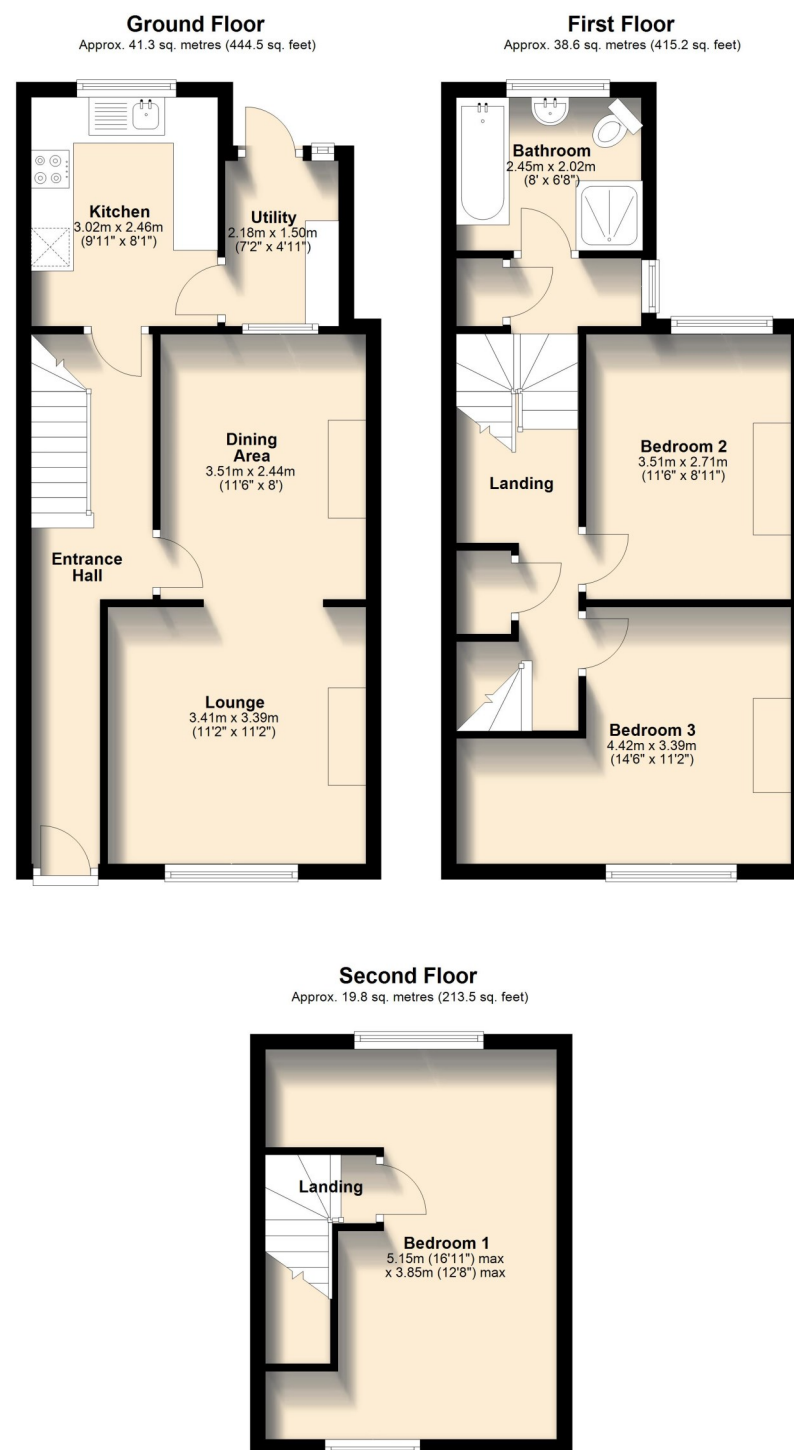 Ground Floor
Approx. 41.3 sq. metres (444.5 sq. feet)
Kitchen
3.02m x 2.46m
(9'11" x 8'1")
Utility
2.18m x 1.50m
(7'2" x 4'11")
Dining
Area
3.51m x 2.44m
(11'6" x 8')
Entrance
Hall
Lounge
3.41m x 3.39m
(11'2" x 11'2")
First Floor
Approx. 38.6 sq. metres (415.2 sq. feet)
Bathroom
2.45m x 2.02m
(8' x 6'8")
Bedroom 2
3.51m x 2.71m
(11'6" x 8'11")
Landing
Bedroom 3
4.42m x 3.39m
(14'6" x 11'2")
Second Floor
Approx. 19.8 sq. metres (213.5 sq. feet)
Landing
Bedroom 1
5.15m (16'11") max
x 3.85m (12'8") max